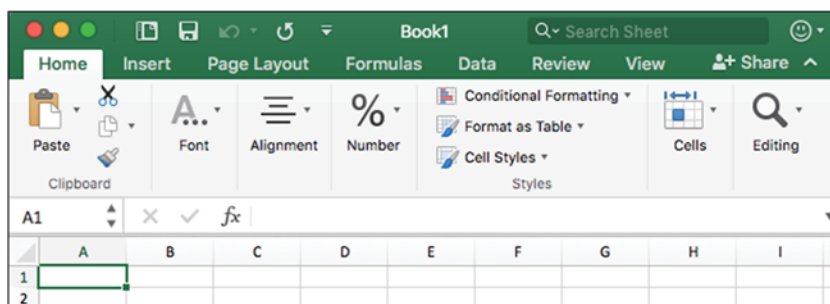 Book1
Search Sheet
Home Insert Page Layout Formulas Data Review View Share
Paste
Clipboard
A...
Font
Alignment
%
Number
Conditional Formatting
Format as Table
Cell Styles
Styles
Cells
Editing
A1 fx
A B C D E F G H I
1
2